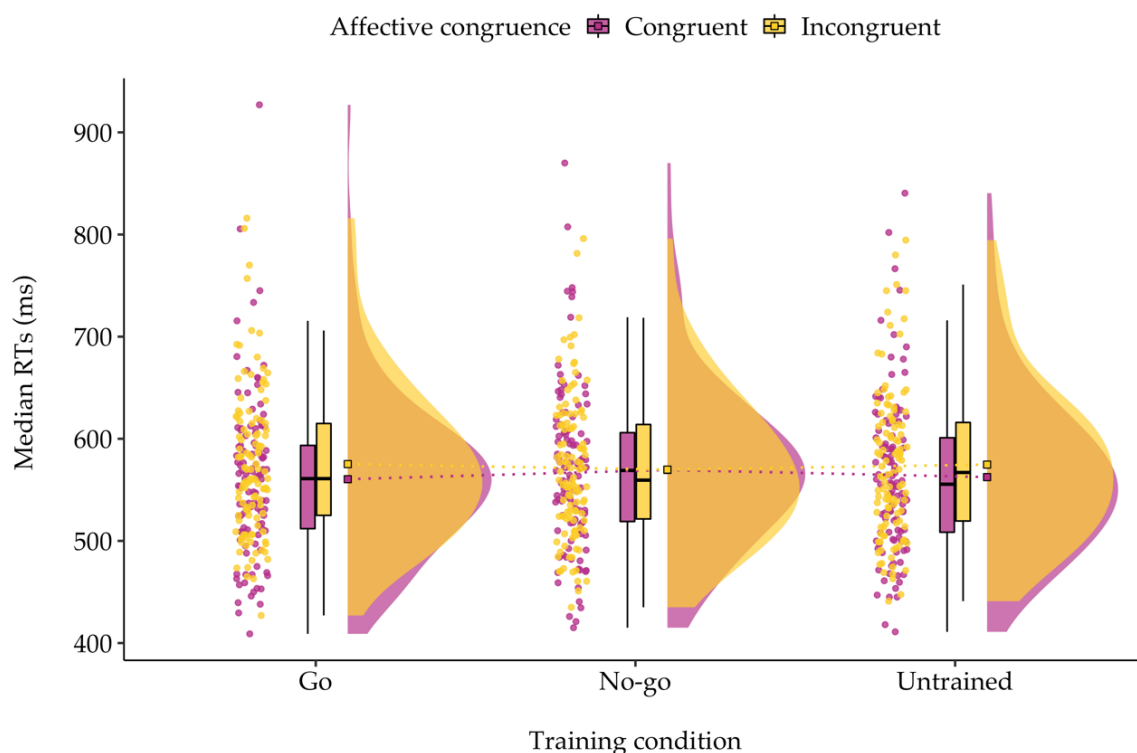 Affective congruence Congruent Incongruent
900
800
700
600
500
400
Median RTs (ms)
Go No-go Untrained
Training condition